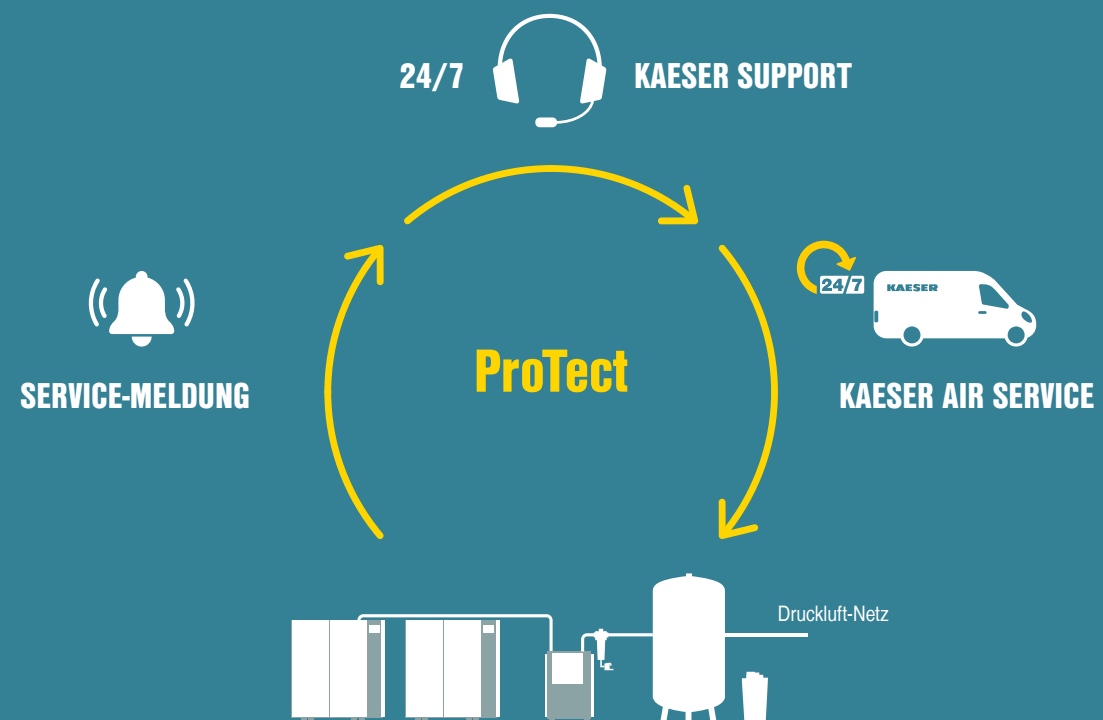 24/7
KAESER SUPPORT
24/7
KAESER
ProTect
SERVICE-MELDUNG
KAESER AIR SERVICE
Druckluft-Netz